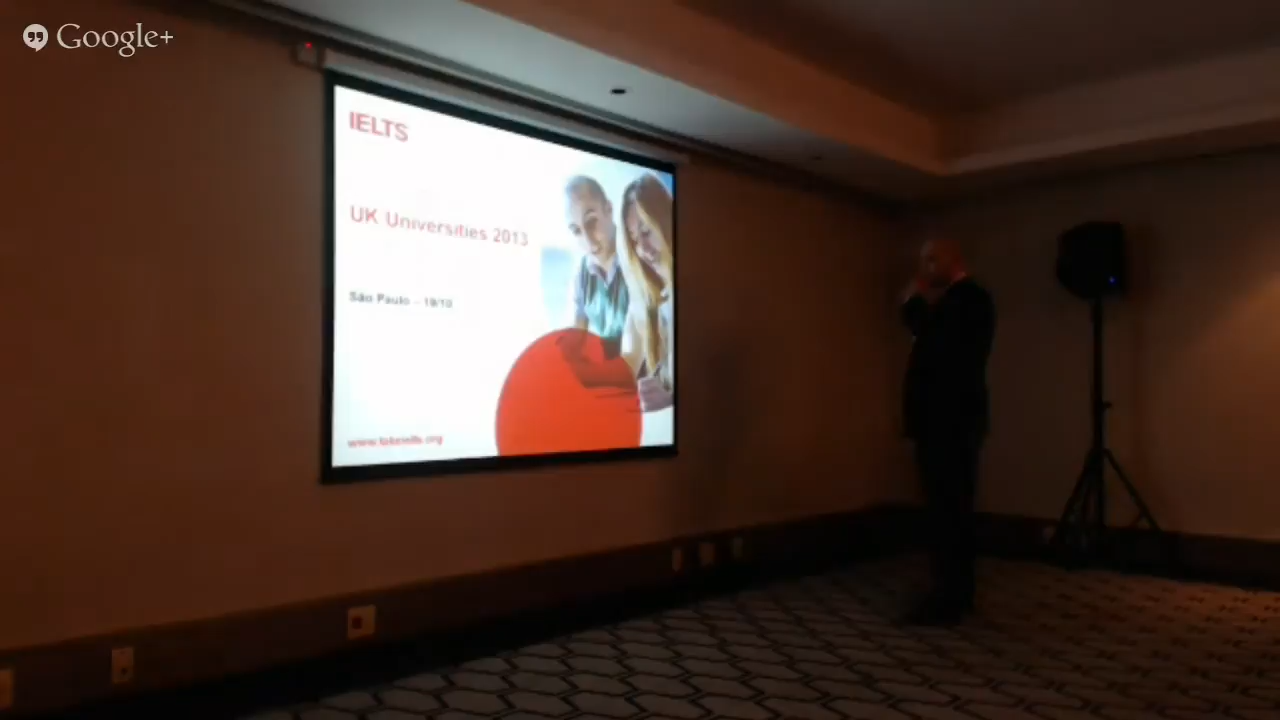 Google+
IELTS
UK Universities 2013
São Paulo – 19/10
www.takeielts.org